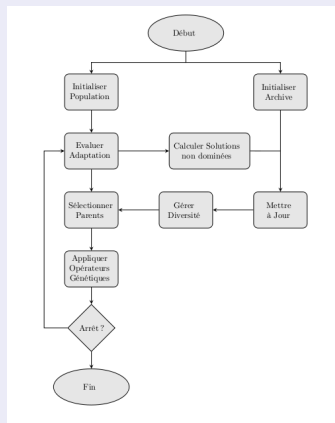 Début
Initialiser
Population
Initialiser
Archive
Evaluer
Adaptation
Calculer Solutions
non dominées
Sélectionner
Parents
Gérer
Diversité
Mettre
à Jour
Appliquer
Opérateurs
Génétiques
Arrêt ?
Fin